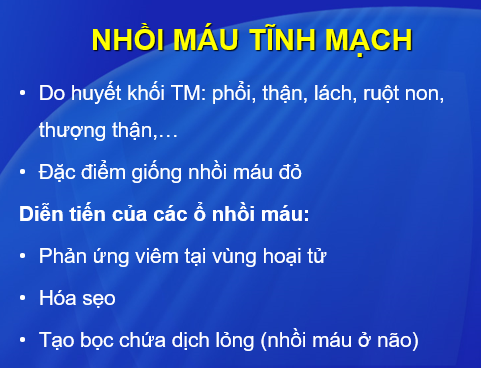 NHỒI MÁU TĨNH MẠCH
• Do huyết khối TM: phổi, thận, lách, ruột non,
thượng thận,…
• Đặc điểm giống nhồi máu đỏ
Diễn tiến của các ổ nhồi máu:
• Phản ứng viêm tại vùng hoại tử
• Hóa sẹo
• Tạo bọc chứa dịch lỏng (nhồi máu ở não)